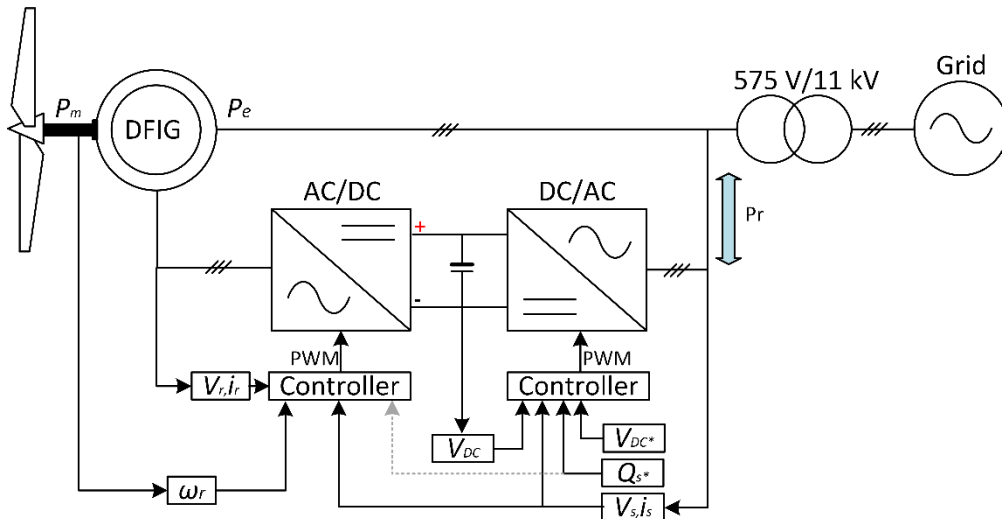 Grid
575 V/11 kV
Pm
DFIG
Pe
AC/DC
DC/AC
Pr
+
-
PWM
PWM
Vr,ir
Controller
Controller
VDC
VDC*
Qs*
ωr
Vs,is